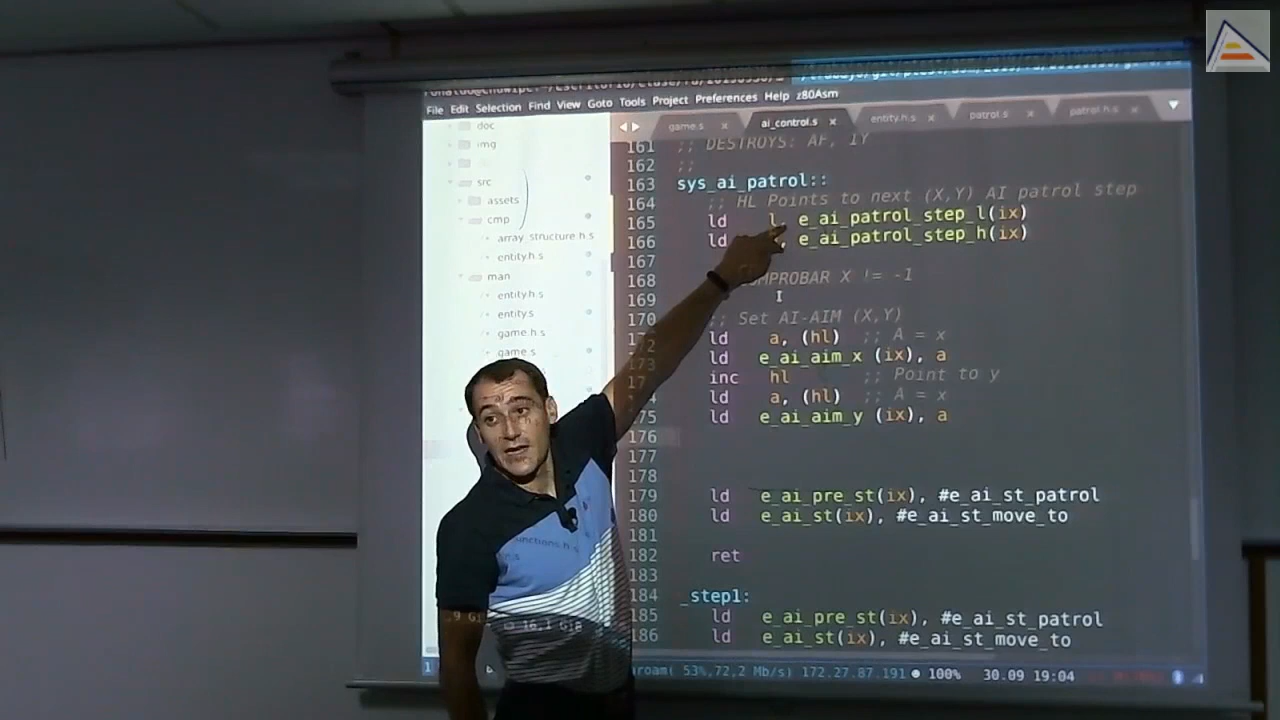 File Edit Selection Find View Goto Tools Project Preferences Help z80Asm
game.s × ai_control.s × entity.h.s × patrol.s × patrol.h.s ×
doc
img
src
assets
cmp
array_structure.h.s
entity.h.s
man
entity.h.s
entity.s
game.h.s
game.s
161 ;; DESTROYS: AF, IY
162 ;;
163 sys_ai_patrol::
164 ;; HL Points to next (X,Y) AI patrol step
165 ld l, e_ai_patrol_step_l(ix)
166 ld , e_ai_patrol_step_h(ix)
167
168 X != -1
169
170 ;; Set AI-AIM (X,Y)
ld a, (hl) ;; A = x
172
173 ld e_ai_aim_x (ix), a
inc hl ;; Point to y
ld a, (hl) ;; A = x
ld e_ai_aim_y (ix), a
176
177
178
179 ld e_ai_pre_st(ix), #e_ai_st_patrol
180 ld e_ai_st(ix), #e_ai_st_move_to
181
182 ret
183
184 _step1:
185 ld e_ai_pre_st(ix), #e_ai_st_patrol
186 ld e_ai_st(ix), #e_ai_st_move_to
16,1 GiB
1 53%,72,2 Mb/s) 172.27.87.191 100% 30.09 19:04